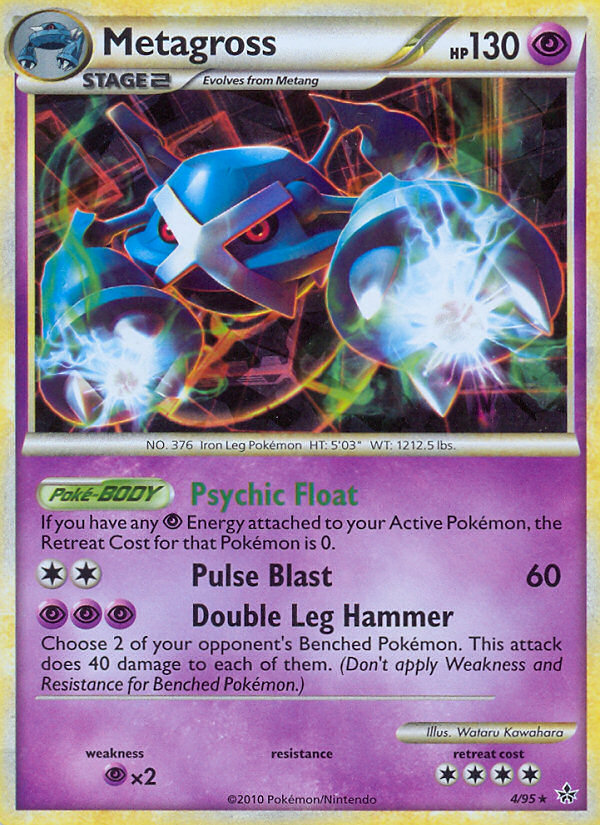 Metagross HP130
STAGE 2 Evolves from Metang
NO. 376 Iron Leg Pokémon HT: 5'03" WT: 1212.5 lbs.
Poké-BODY Psychic Float
If you have any Energy attached to your Active Pokémon, the
Retreat Cost for that Pokémon is 0.
Pulse Blast 60
Double Leg Hammer
Choose 2 of your opponent's Benched Pokémon. This attack
does 40 damage to each of them. (Don't apply Weakness and
Resistance for Benched Pokémon.)
Illus. Wataru Kawahara
weakness resistance retreat cost
×2
©2010 Pokémon/Nintendo 4/95 ★